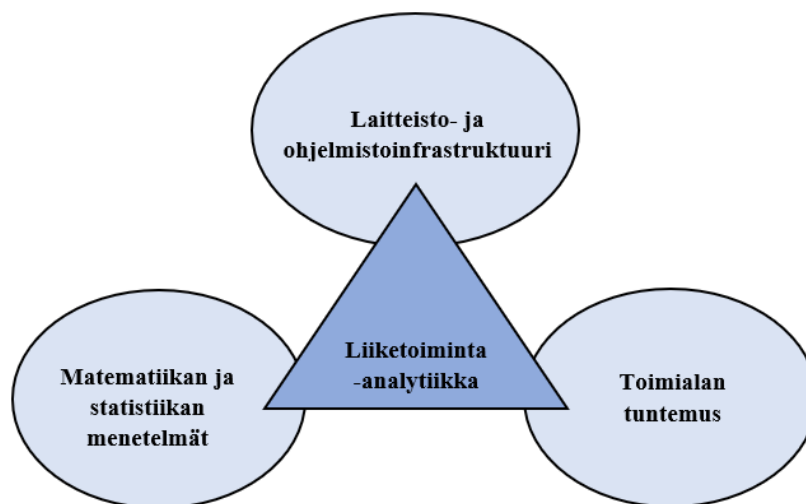 Laitteisto- ja
ohjelmistoinfrastruktuuri
Liiketoiminta
-analytiikka
Matematiikan ja
statistiikan
menetelmät
Toimialan
tuntemus